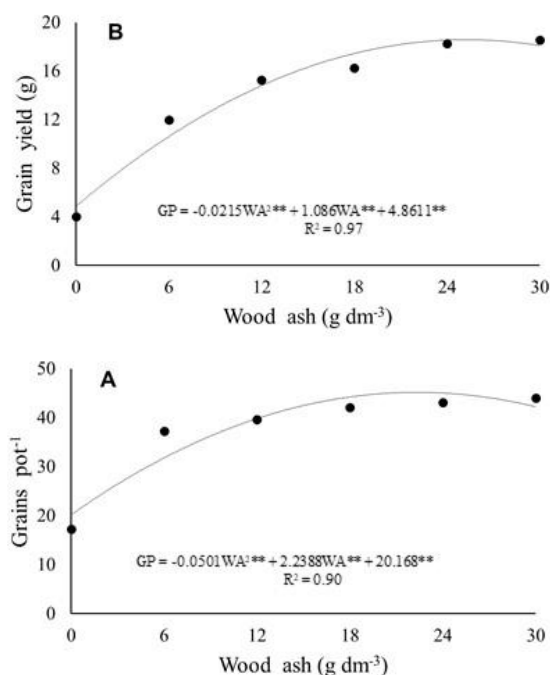 B
Grain yield (g)
20
16
12
8
4
0
GP = -0.0215WA²** + 1.086WA** + 4.8611**
R² = 0.97
0 6 12 18 24 30
Wood ash (g dm⁻³)
A
Grains pot⁻¹
50
40
30
20
10
0
GP = -0.0501WA²** + 2.2388WA** + 20.168**
R² = 0.90
0 6 12 18 24 30
Wood ash (g dm⁻³)